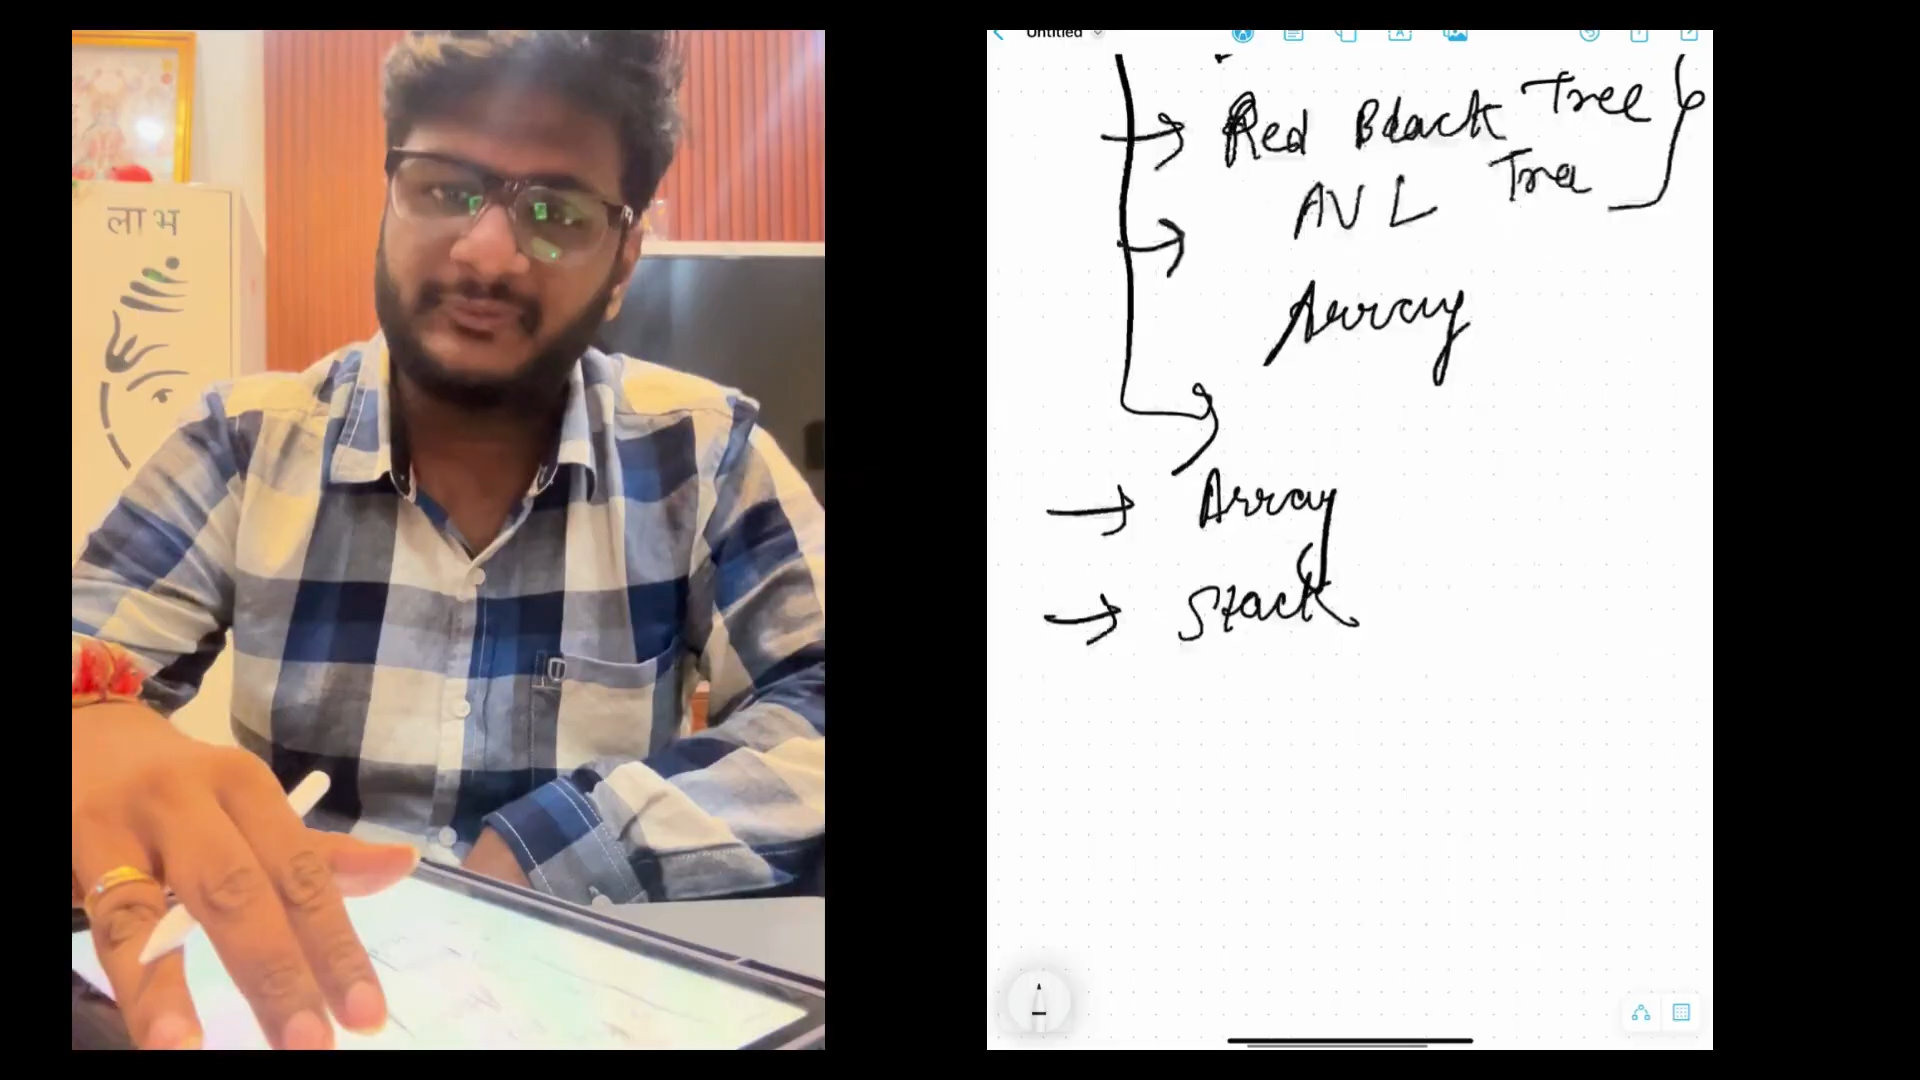 लाभ
Untitled
Red Black Tree
AVL Tree
Array
Array
Stack